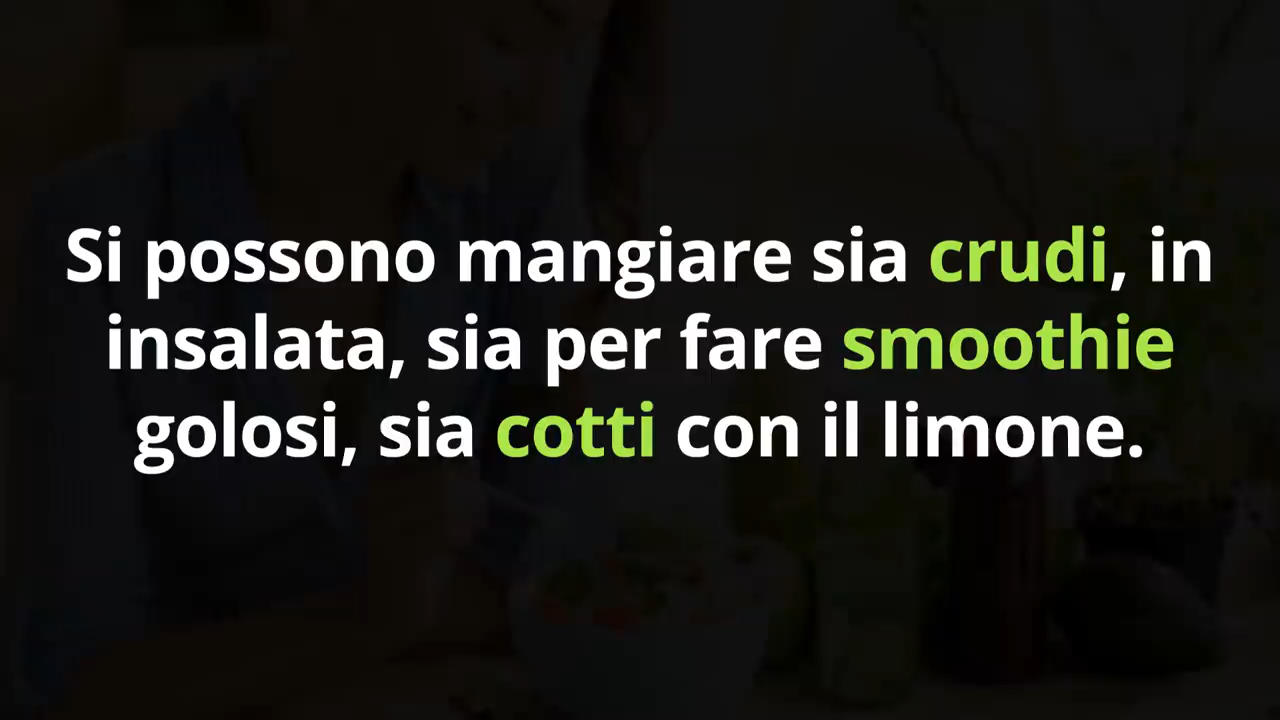 Si possono mangiare sia crudi, in
insalata, sia per fare smoothie
golosi, sia cotti con il limone.